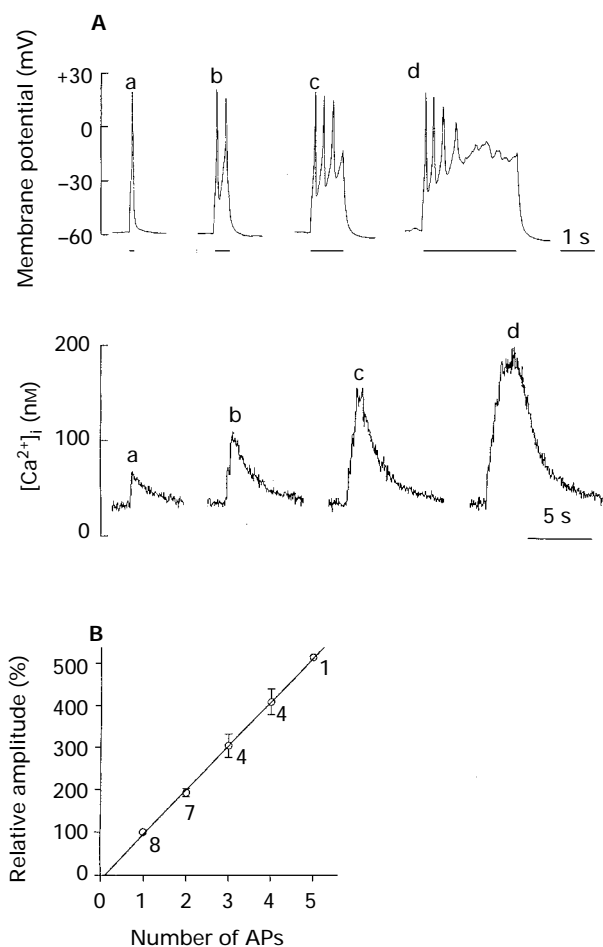 A
Membrane potential (mV)
+30
0
−30
−60
a
b
c
d
1 s
[Ca²⁺]i (nM)
200
100
0
a
b
c
d
5 s
B
Relative amplitude (%)
500
400
300
200
100
0
8
7
4
4
1
0 1 2 3 4 5
Number of APs